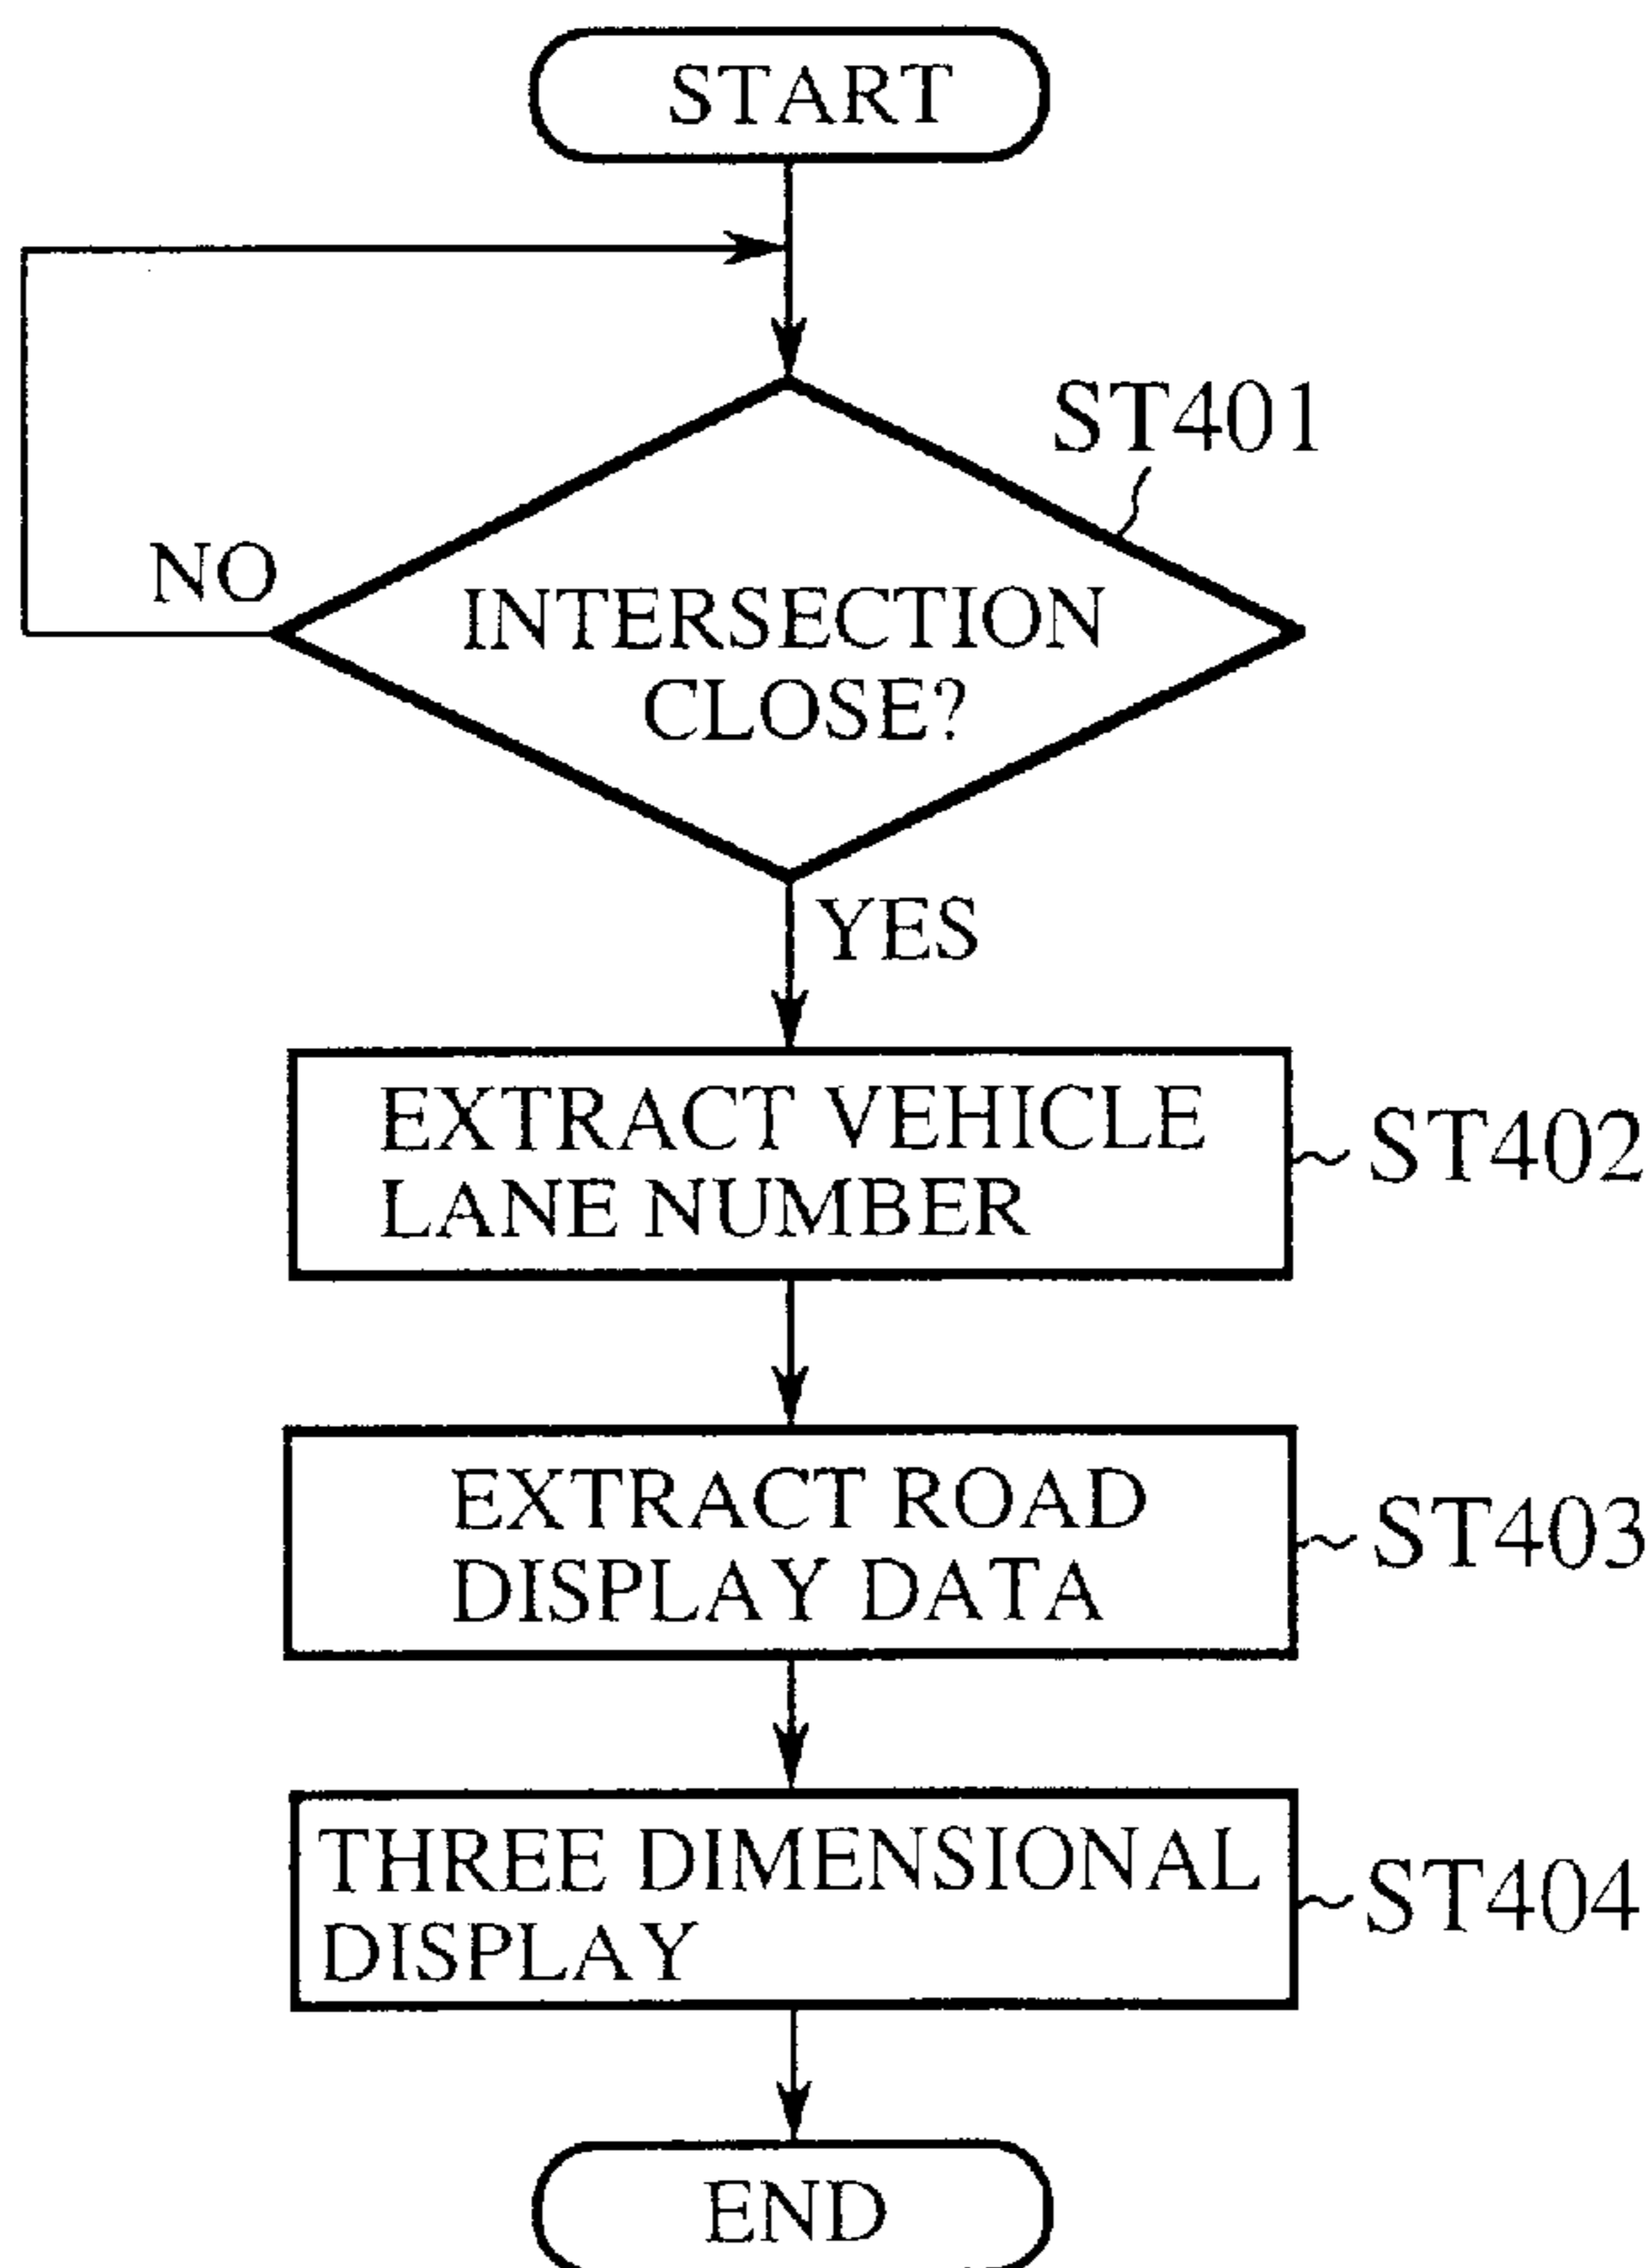 START
ST401
NO
INTERSECTION
CLOSE?
YES
EXTRACT VEHICLE
LANE NUMBER
ST402
EXTRACT ROAD
DISPLAY DATA
ST403
THREE DIMENSIONAL
DISPLAY
ST404
END